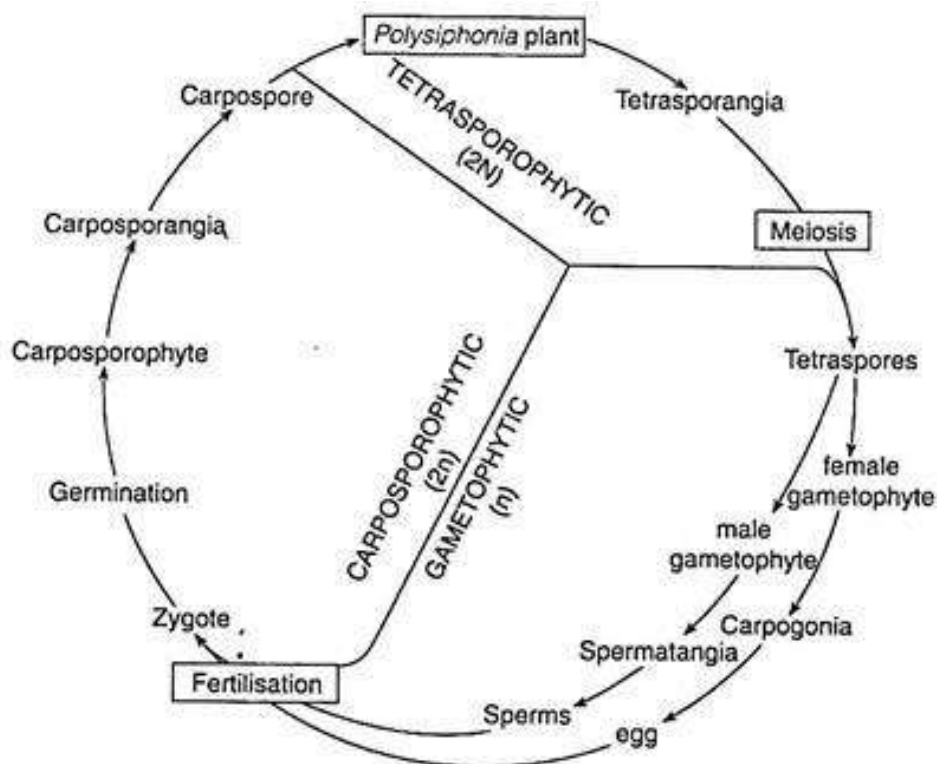 Polysiphonia plant
Tetrasporangia
Meiosis
Tetraspores
female
gametophyte
male
gametophyte
Carpogonia
Spermatangia
egg
Sperms
Fertilisation
Zygote
Germination
Carposporophyte
Carposporangia
Carpospore
TETRASPOROPHYTIC
(2N)
CARPOSPOROPHYTIC
(2n)
GAMETOPHYTIC
(n)